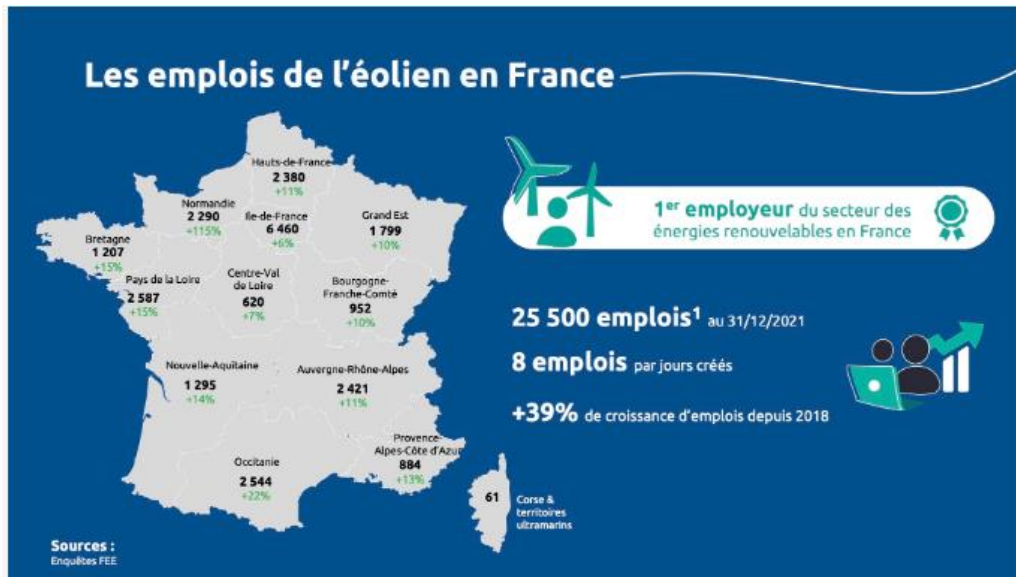 Les emplois de l'éolien en France
Hauts-de-France
2 380
+11%
Normandie
2 290
+115%
Ile-de-France
6 460
+6%
Grand Est
1 799
+10%
Bretagne
1 207
+15%
Pays de la Loire
2 587
+15%
Centre-Val
de Loire
620
+7%
Bourgogne-
Franche-Comté
952
+10%
Nouvelle-Aquitaine
1 295
+14%
Auvergne-Rhône-Alpes
2 421
+11%
Provence-
Alpes-Côte d'Azur
884
+13%
Occitanie
2 544
+22%
61
Corse &
territoires
ultramarins
1er employeur du secteur des
énergies renouvelables en France
25 500 emplois¹ au 31/12/2021
8 emplois par jours créés
+39% de croissance d'emplois depuis 2018
Sources :
Enquêtes FEE